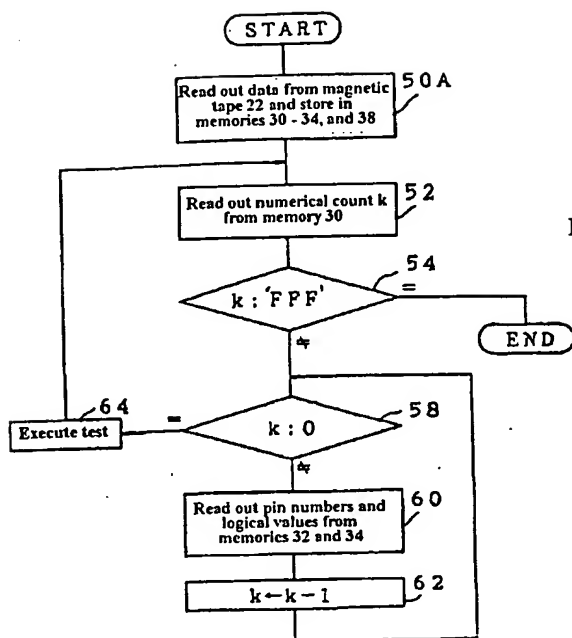 START
Read out data from magnetic
tape 22 and store in
memories 30 - 34, and 38
50A
Read out numerical count k
from memory 30
52
k : 'FFF'
54
=
≒
END
k : 0
58
=
≒
64
Execute test
Read out pin numbers and
logical values from
memories 32 and 34
60
k←k-1
62